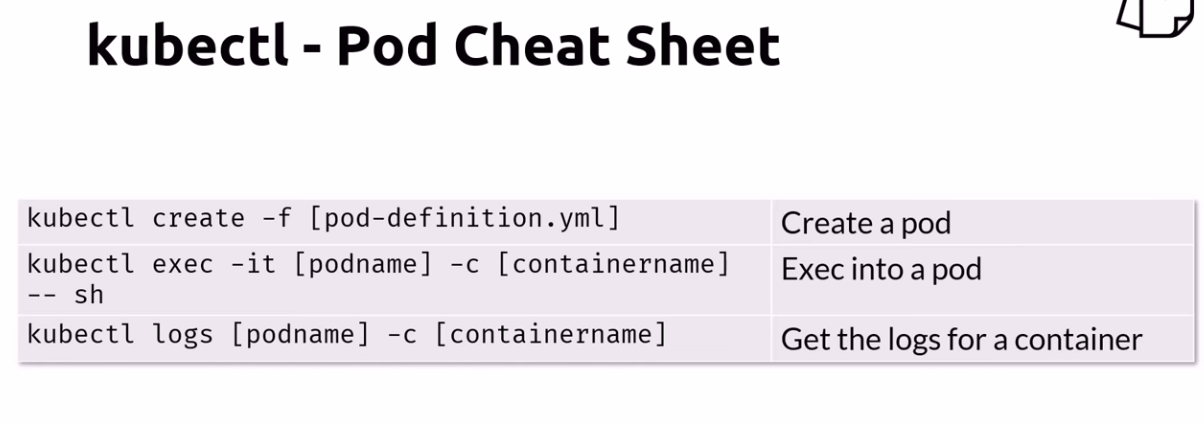 kubectl - Pod Cheat Sheet
kubectl create -f [pod-definition.yml]
Create a pod
kubectl exec -it [podname] -c [containername]
-- sh
Exec into a pod
kubectl logs [podname] -c [containername]
Get the logs for a container